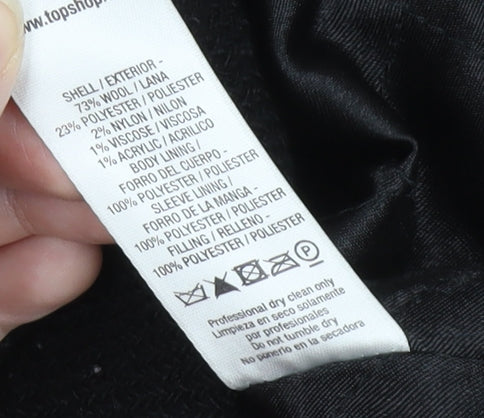 www.topshop.
SHELL / EXTERIOR -
73% WOOL / LANA
23% POLYESTER / POLIESTER
2% NYLON / NILON
1% VISCOSE / VISCOSA
1% ACRYLIC / ACRILICO
BODY LINING /
FORRO DEL CUERPO -
100% POLYESTER / POLIESTER
SLEEVE LINING /
FORRO DE LA MANGA -
100% POLYESTER / POLIESTER
FILLING / RELLENO -
100% POLYESTER / POLIESTER
P
Professional dry clean only
Limpieza en seco solamente
por profesionales
Do not tumble dry
No ponerlo en la secadora